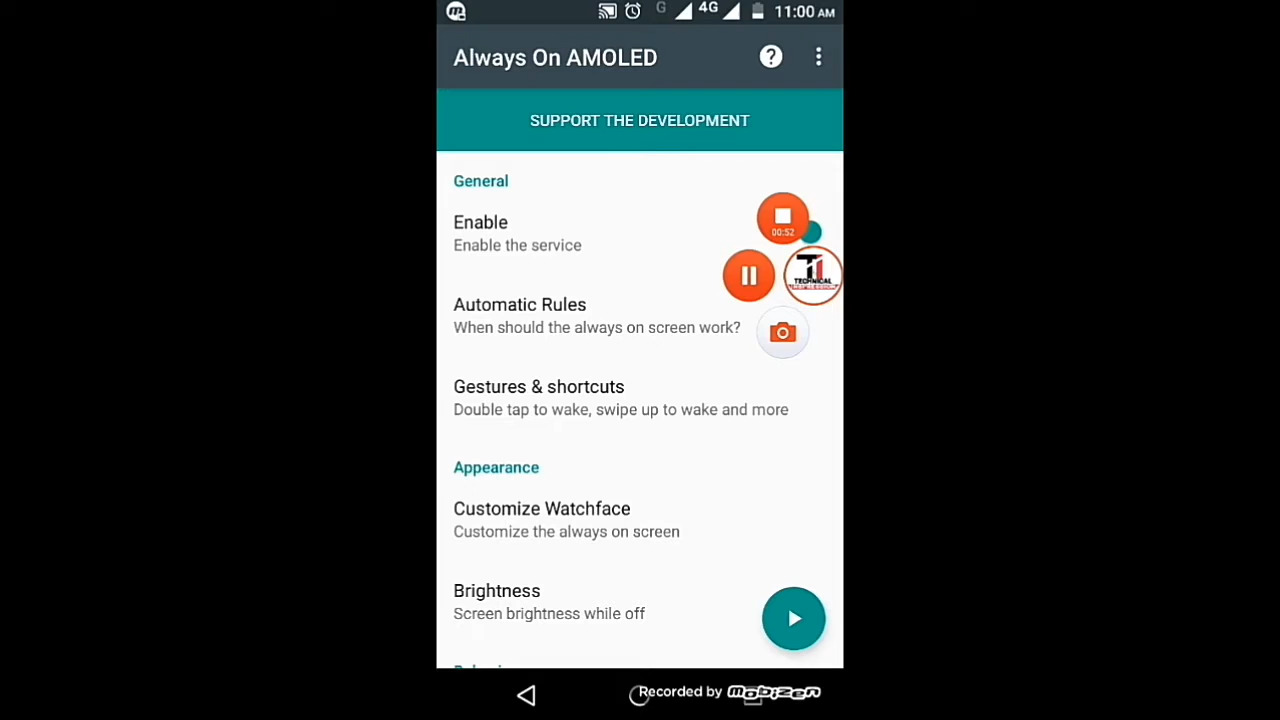 G 4G 11:00 AM
Always On AMOLED
SUPPORT THE DEVELOPMENT
General
Enable
Enable the service
00:52
TECHNICAL
Automatic Rules
When should the always on screen work?
Gestures & shortcuts
Double tap to wake, swipe up to wake and more
Appearance
Customize Watchface
Customize the always on screen
Brightness
Screen brightness while off
Recorded by mobizen